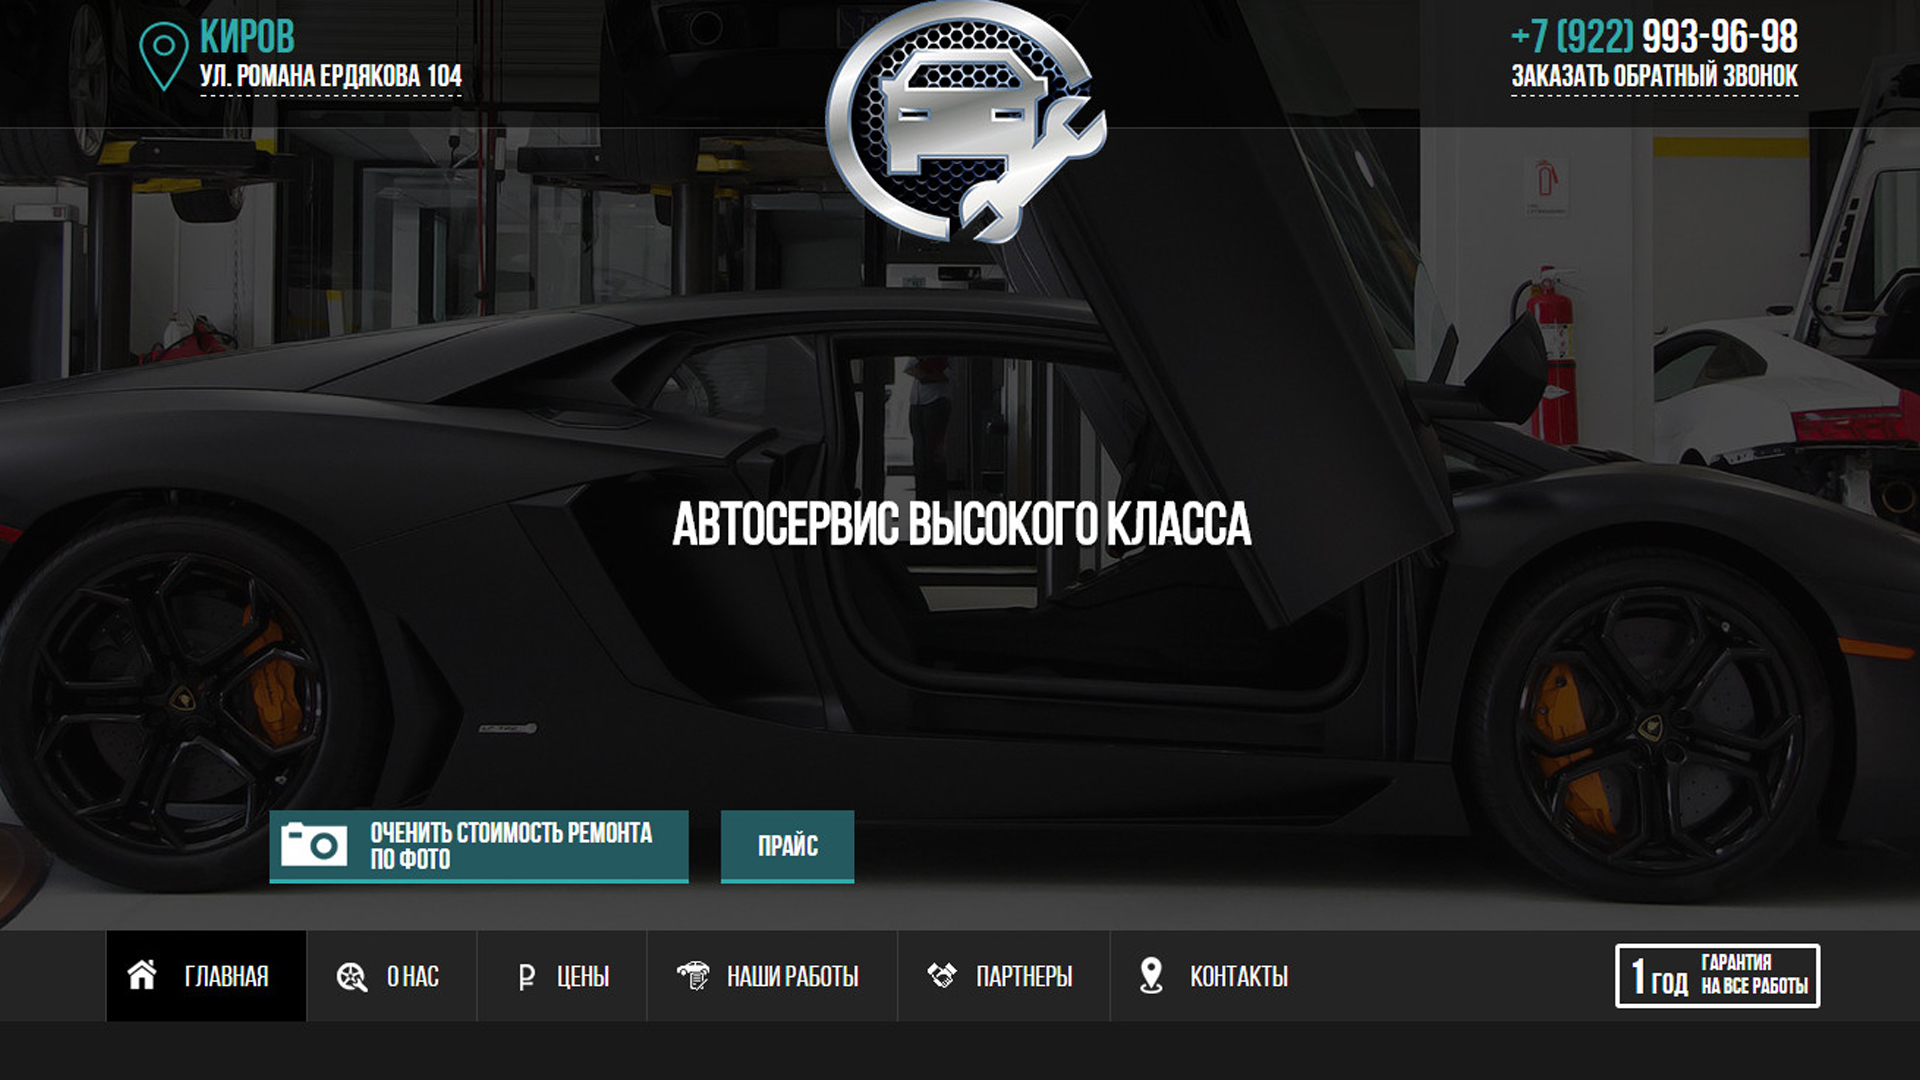 КИРОВ
УЛ. РОМАНА ЕРДЯКОВА 104
+7 (922) 993-96-98
ЗАКАЗАТЬ ОБРАТНЫЙ ЗВОНОК
АВТОСЕРВИС ВЫСОКОГО КЛАССА
ОЧЕНИТЬ СТОИМОСТЬ РЕМОНТА
ПО ФОТО
ПРАЙС
ГЛАВНАЯ
О НАС
ЦЕНЫ
НАШИ РАБОТЫ
ПАРТНЕРЫ
КОНТАКТЫ
1 ГОД
ГАРАНТИЯ
НА ВСЕ РАБОТЫ